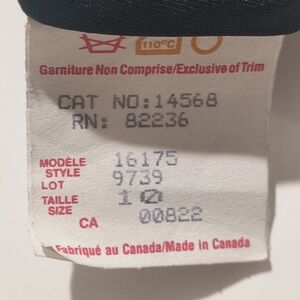 110°C
Garniture Non Comprise/Exclusive of Trim
CAT NO:14568
RN: 82236
MODÈLE 16175
STYLE 9739
LOT
TAILLE 10
SIZE
CA 00822
Fabriqué au Canada/Made in Canada